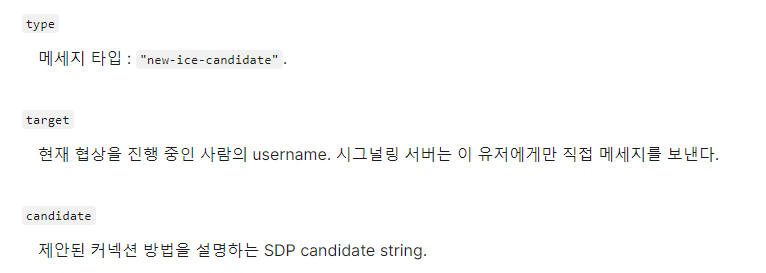 type
메세지 타입 : "new-ice-candidate".
target
현재 협상을 진행 중인 사람의 username. 시그널링 서버는 이 유저에게만 직접 메세지를 보낸다.
candidate
제안된 커넥션 방법을 설명하는 SDP candidate string.